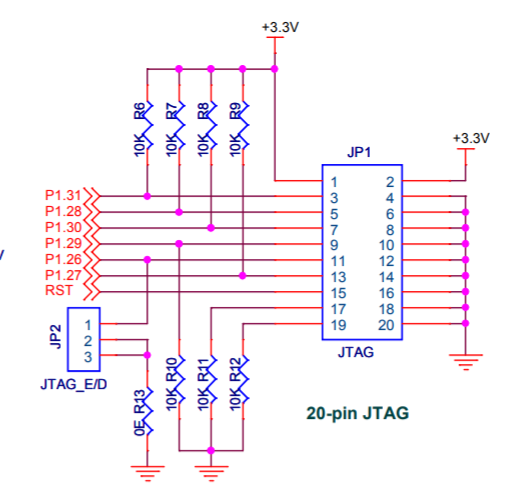 +3.3V
R6
10K
R7
10K
R8
10K
R9
10K
+3.3V
JP1
P1.31
P1.28
P1.30
P1.29
P1.26
P1.27
RST
1 2
3 4
5 6
7 8
9 10
11 12
13 14
15 16
17 18
19 20
JTAG
JP2
1
2
3
JTAG_E/D
0E R13
10K R10
10K R11
10K R12
20-pin JTAG